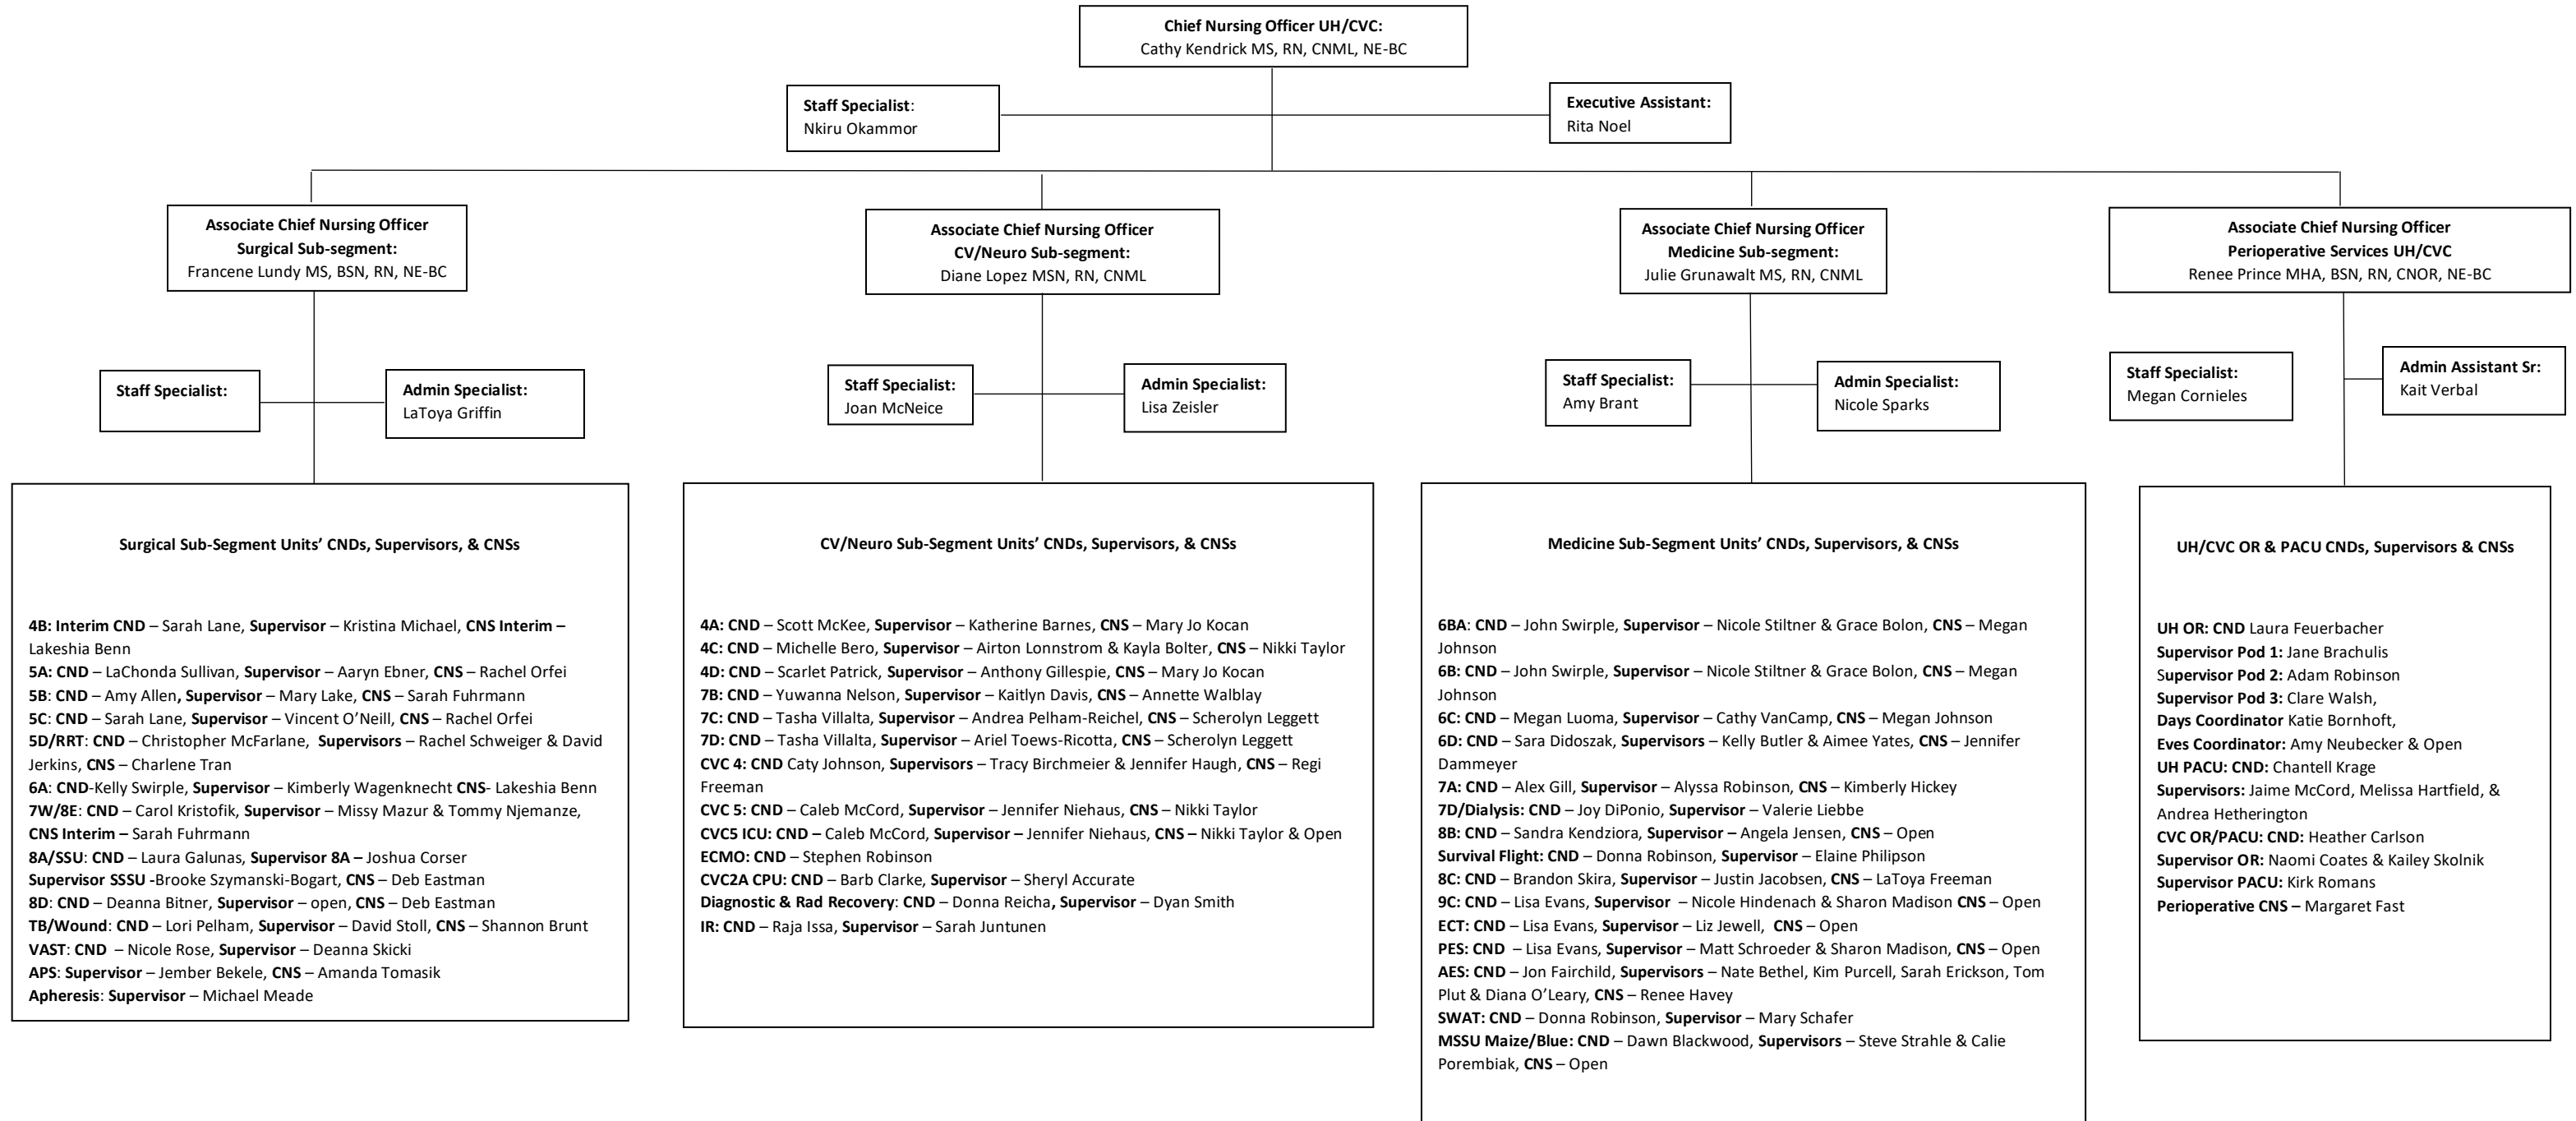 Chief Nursing Officer UH/CVC:
Cathy Kendrick MS, RN, CNML, NE-BC
Staff Specialist:
Nkiru Okammor
Executive Assistant:
Rita Noel
Associate Chief Nursing Officer
Surgical Sub-segment:
Francene Lundy MS, BSN, RN, NE-BC
Associate Chief Nursing Officer
CV/Neuro Sub-segment:
Diane Lopez MSN, RN, CNML
Associate Chief Nursing Officer
Medicine Sub-segment:
Julie Grunawalt MS, RN, CNML
Associate Chief Nursing Officer
Perioperative Services UH/CVC
Renee Prince MHA, BSN, RN, CNOR, NE-BC
Staff Specialist:
Admin Specialist:
LaToya Griffin
Staff Specialist:
Joan McNeice
Admin Specialist:
Lisa Zeisler
Staff Specialist:
Amy Brant
Admin Specialist:
Nicole Sparks
Staff Specialist:
Megan Cornieles
Admin Assistant Sr:
Kait Verbal
Surgical Sub-Segment Units’ CNDs, Supervisors, & CNSs
4B: Interim CND – Sarah Lane, Supervisor – Kristina Michael, CNS Interim –
Lakeshia Benn
5A: CND – LaChonda Sullivan, Supervisor – Aaryn Ebner, CNS – Rachel Orfei
5B: CND – Amy Allen, Supervisor – Mary Lake, CNS – Sarah Fuhrmann
5C: CND – Sarah Lane, Supervisor – Vincent O’Neill, CNS – Rachel Orfei
5D/RRT: CND – Christopher McFarlane, Supervisors – Rachel Schweiger & David
Jerkins, CNS – Charlene Tran
6A: CND-Kelly Swirple, Supervisor – Kimberly Wagenknecht CNS- Lakeshia Benn
7W/8E: CND – Carol Kristofik, Supervisor – Missy Mazur & Tommy Njemanze,
CNS Interim – Sarah Fuhrmann
8A/SSU: CND – Laura Galunas, Supervisor 8A – Joshua Corser
Supervisor SSSU -Brooke Szymanski-Bogart, CNS – Deb Eastman
8D: CND – Deanna Bitner, Supervisor – open, CNS – Deb Eastman
TB/Wound: CND – Lori Pelham, Supervisor – David Stoll, CNS – Shannon Brunt
VAST: CND – Nicole Rose, Supervisor – Deanna Skicki
APS: Supervisor – Jember Bekele, CNS – Amanda Tomasik
Apheresis: Supervisor – Michael Meade
CV/Neuro Sub-Segment Units’ CNDs, Supervisors, & CNSs
4A: CND – Scott McKee, Supervisor – Katherine Barnes, CNS – Mary Jo Kocan
4C: CND – Michelle Bero, Supervisor – Airton Lonnstrom & Kayla Bolter, CNS – Nikki Taylor
4D: CND – Scarlet Patrick, Supervisor – Anthony Gillespie, CNS – Mary Jo Kocan
7B: CND – Yuwanna Nelson, Supervisor – Kaitlyn Davis, CNS – Annette Walblay
7C: CND – Tasha Villalta, Supervisor – Andrea Pelham-Reichel, CNS – Scherolyn Leggett
7D: CND – Tasha Villalta, Supervisor – Ariel Toews-Ricotta, CNS – Scherolyn Leggett
CVC 4: CND Caty Johnson, Supervisors – Tracy Birchmeier & Jennifer Haugh, CNS – Regi
Freeman
CVC 5: CND – Caleb McCord, Supervisor – Jennifer Niehaus, CNS – Nikki Taylor
CVC5 ICU: CND – Caleb McCord, Supervisor – Jennifer Niehaus, CNS – Nikki Taylor & Open
ECMO: CND – Stephen Robinson
CVC2A CPU: CND – Barb Clarke, Supervisor – Sheryl Accurate
Diagnostic & Rad Recovery: CND – Donna Reicha, Supervisor – Dyan Smith
IR: CND – Raja Issa, Supervisor – Sarah Juntunen
Medicine Sub-Segment Units’ CNDs, Supervisors, & CNSs
6BA: CND – John Swirple, Supervisor – Nicole Stiltner & Grace Bolon, CNS – Megan
Johnson
6B: CND – John Swirple, Supervisor – Nicole Stiltner & Grace Bolon, CNS – Megan
Johnson
6C: CND – Megan Luoma, Supervisor – Cathy VanCamp, CNS – Megan Johnson
6D: CND – Sara Didoszak, Supervisors – Kelly Butler & Aimee Yates, CNS – Jennifer
Dammeyer
7A: CND – Alex Gill, Supervisor – Alyssa Robinson, CNS – Kimberly Hickey
7D/Dialysis: CND – Joy DiPonio, Supervisor – Valerie Liebbe
8B: CND – Sandra Kendziora, Supervisor – Angela Jensen, CNS – Open
Survival Flight: CND – Donna Robinson, Supervisor – Elaine Philipson
8C: CND – Brandon Skira, Supervisor – Justin Jacobsen, CNS – LaToya Freeman
9C: CND – Lisa Evans, Supervisor – Nicole Hindenach & Sharon Madison CNS – Open
ECT: CND – Lisa Evans, Supervisor – Liz Jewell, CNS – Open
PES: CND – Lisa Evans, Supervisor – Matt Schroeder & Sharon Madison, CNS – Open
AES: CND – Jon Fairchild, Supervisors – Nate Bethel, Kim Purcell, Sarah Erickson, Tom
Plut & Diana O’Leary, CNS – Renee Havey
SWAT: CND – Donna Robinson, Supervisor – Mary Schafer
MSSU Maize/Blue: CND – Dawn Blackwood, Supervisors – Steve Strahle & Calie
Porembiak, CNS – Open
UH/CVC OR & PACU CNDs, Supervisors & CNSs
UH OR: CND Laura Feuerbacher
Supervisor Pod 1: Jane Brachulis
Supervisor Pod 2: Adam Robinson
Supervisor Pod 3: Clare Walsh,
Days Coordinator Katie Bornhoft,
Eves Coordinator: Amy Neubecker & Open
UH PACU: CND: Chantell Krage
Supervisors: Jaime McCord, Melissa Hartfield, &
Andrea Hetherington
CVC OR/PACU: CND: Heather Carlson
Supervisor OR: Naomi Coates & Kailey Skolnik
Supervisor PACU: Kirk Romans
Perioperative CNS – Margaret Fast